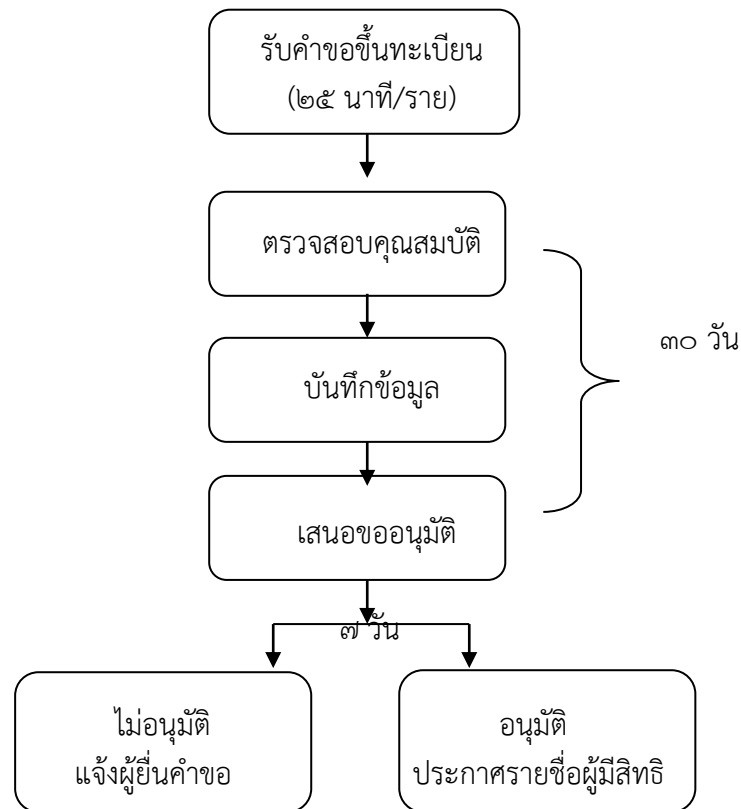 รับคำขอขึ้นทะเบียน
(๒๕ นาที/ราย)
ตรวจสอบคุณสมบัติ
๓๐ วัน
บันทึกข้อมูล
เสนอขออนุมัติ
๗ วัน
ไม่อนุมัติ
แจ้งผู้ยื่นคำขอ
อนุมัติ
ประกาศรายชื่อผู้มีสิทธิ